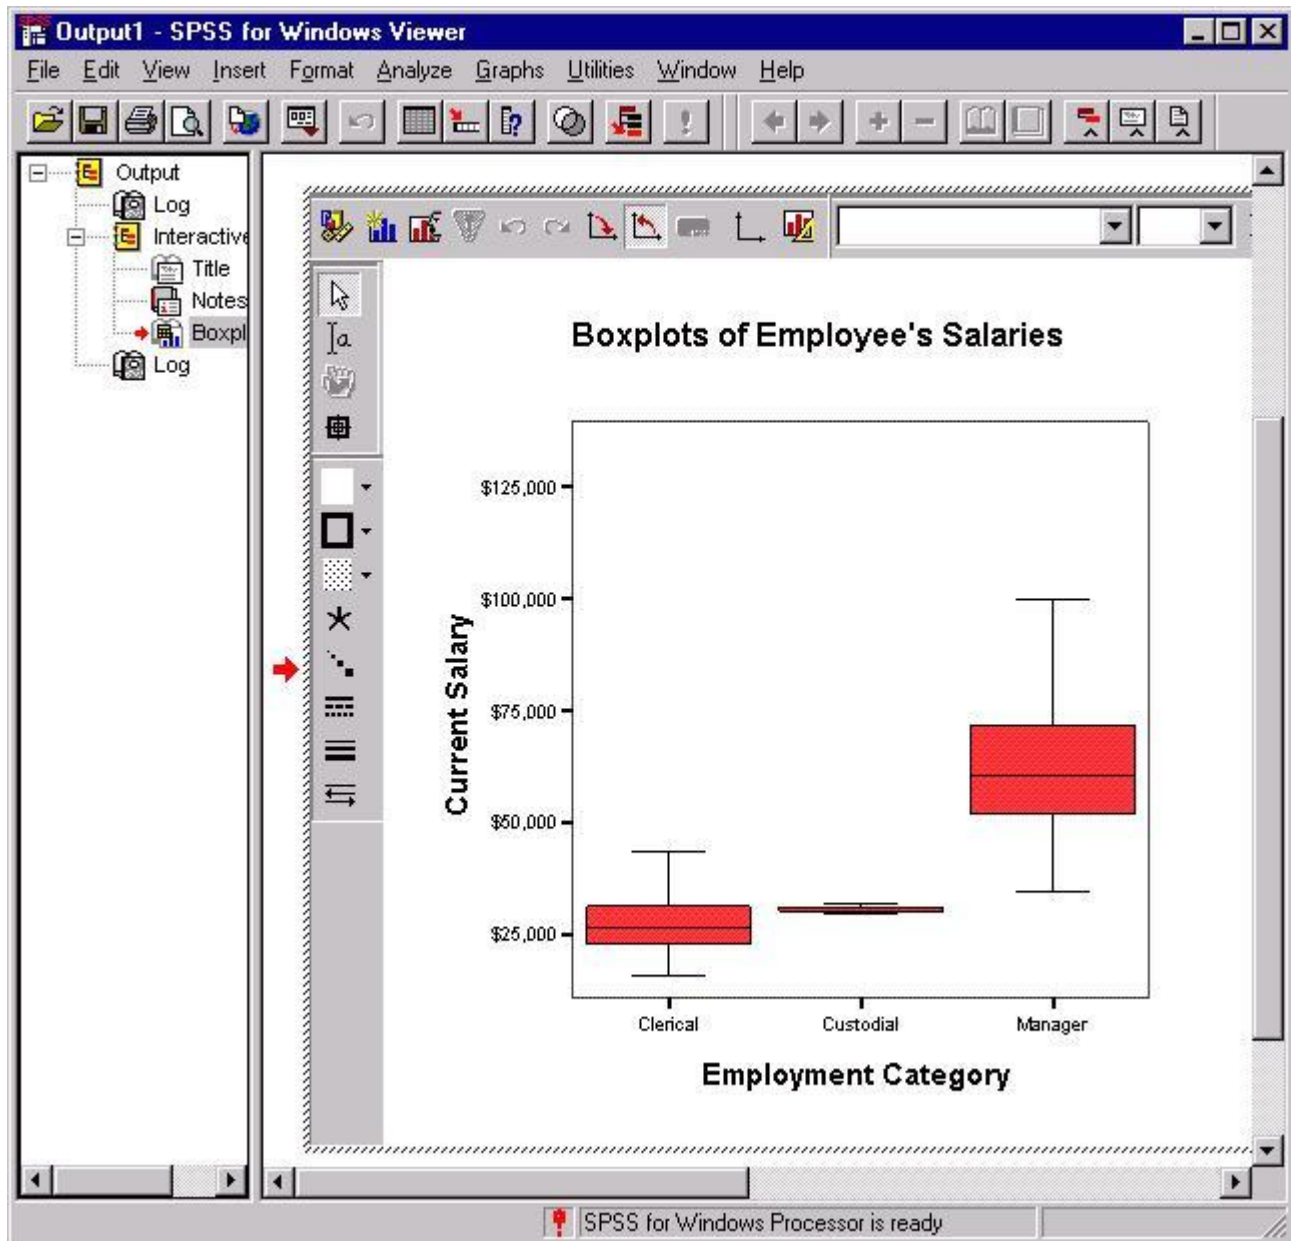 Output1 - SPSS for Windows Viewer
File Edit View Insert Format Analyze Graphs Utilities Window Help
Output
Log
Interactive
Title
Notes
Boxpl
Log
Boxplots of Employee's Salaries
$125,000
$100,000
$75,000
$50,000
$25,000
Current Salary
Clerical Custodial Manager
Employment Category
SPSS for Windows Processor is ready